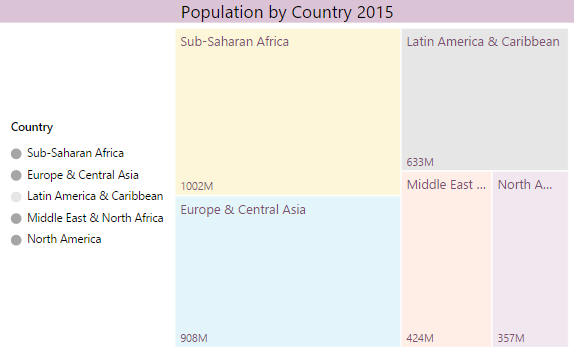 Population by Country 2015
Country
Sub-Saharan Africa
Europe & Central Asia
Latin America & Caribbean
Middle East & North Africa
North America
Sub-Saharan Africa
1002M
Europe & Central Asia
908M
Latin America & Caribbean
633M
Middle East ...
424M
North A...
357M